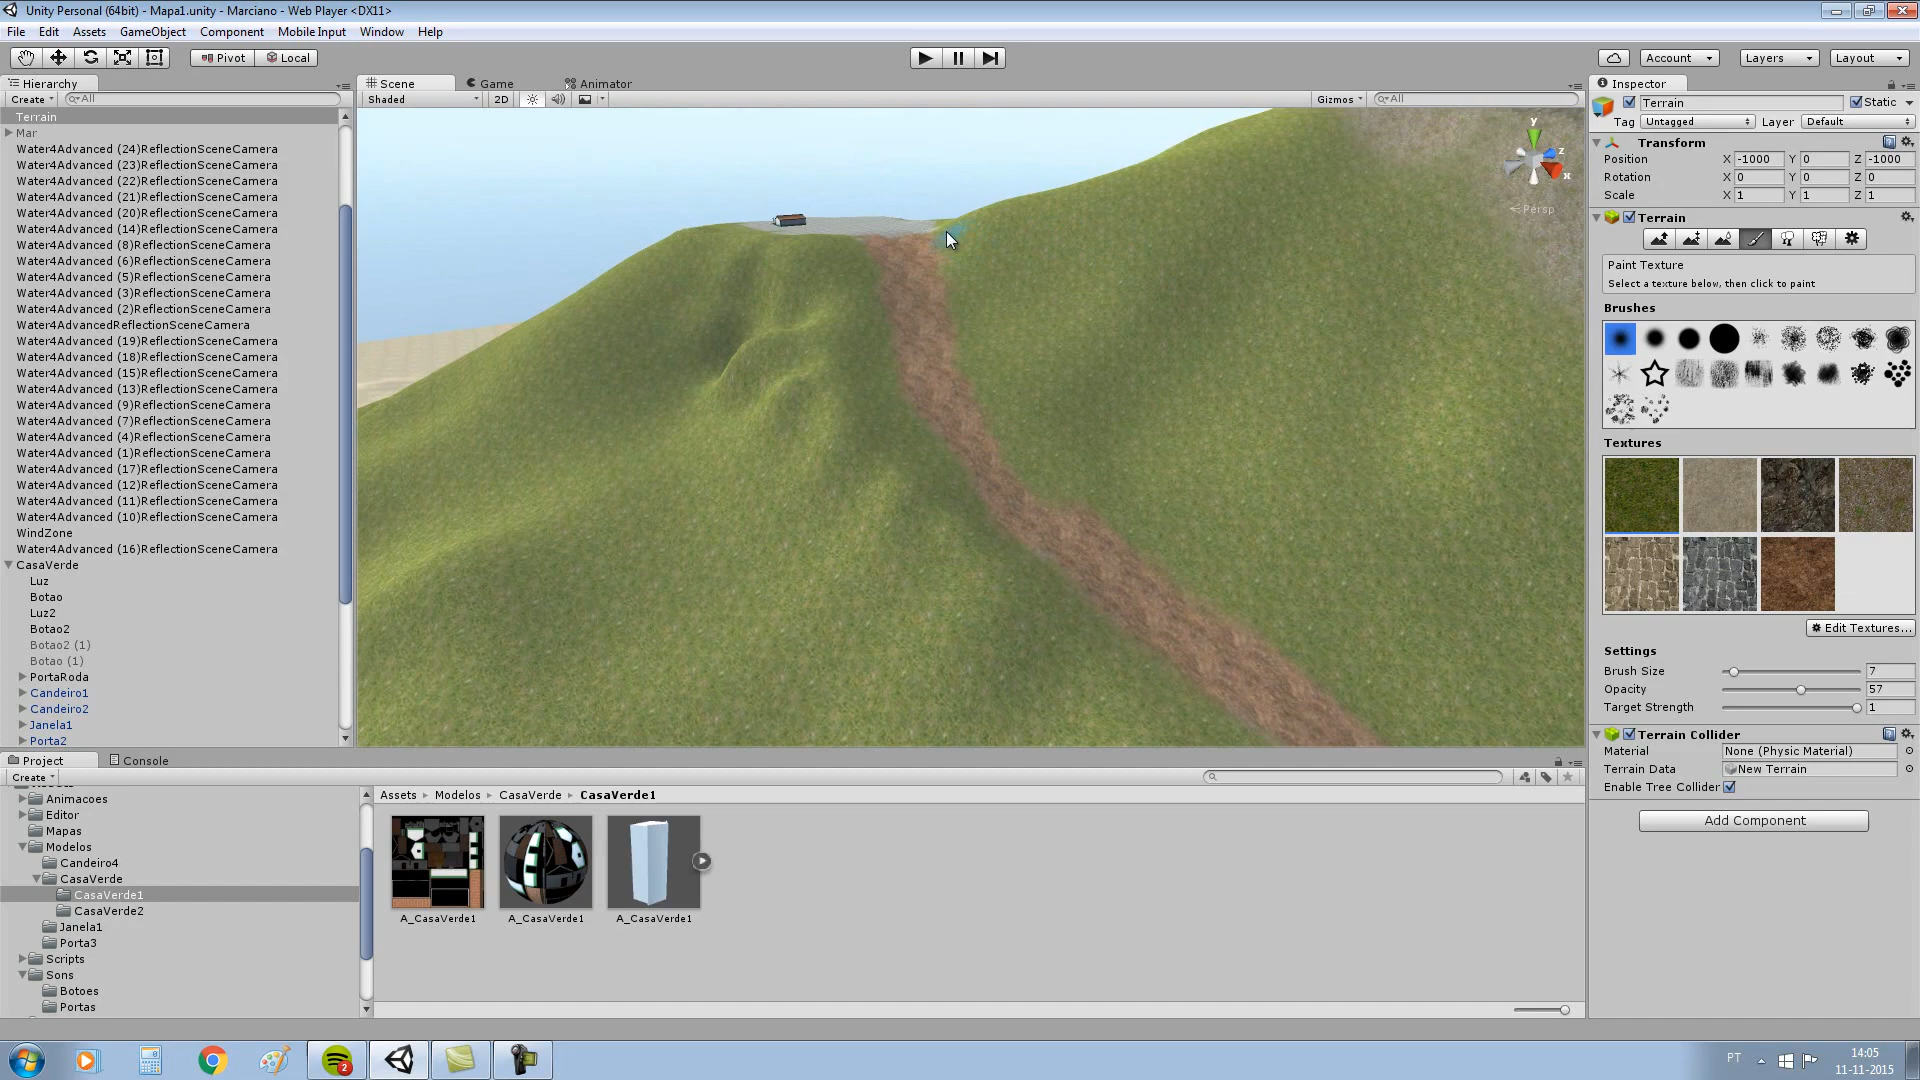 Unity Personal (64bit) - Mapa1.unity - Marciano - Web Player <DX11>
File Edit Assets GameObject Component Mobile Input Window Help
Pivot Local Account Layers Layout
Hierarchy
Create All
Terrain
Mar
Water4Advanced (24)ReflectionSceneCamera
Water4Advanced (23)ReflectionSceneCamera
Water4Advanced (22)ReflectionSceneCamera
Water4Advanced (21)ReflectionSceneCamera
Water4Advanced (20)ReflectionSceneCamera
Water4Advanced (14)ReflectionSceneCamera
Water4Advanced (8)ReflectionSceneCamera
Water4Advanced (6)ReflectionSceneCamera
Water4Advanced (5)ReflectionSceneCamera
Water4Advanced (3)ReflectionSceneCamera
Water4Advanced (2)ReflectionSceneCamera
Water4AdvancedReflectionSceneCamera
Water4Advanced (19)ReflectionSceneCamera
Water4Advanced (18)ReflectionSceneCamera
Water4Advanced (15)ReflectionSceneCamera
Water4Advanced (13)ReflectionSceneCamera
Water4Advanced (9)ReflectionSceneCamera
Water4Advanced (7)ReflectionSceneCamera
Water4Advanced (4)ReflectionSceneCamera
Water4Advanced (1)ReflectionSceneCamera
Water4Advanced (17)ReflectionSceneCamera
Water4Advanced (12)ReflectionSceneCamera
Water4Advanced (11)ReflectionSceneCamera
Water4Advanced (10)ReflectionSceneCamera
WindZone
Water4Advanced (16)ReflectionSceneCamera
CasaVerde
Luz
Botao
Luz2
Botao2
Botao2 (1)
Botao (1)
PortaRoda
Candeiro1
Candeiro2
Janela1
Porta2
Scene Game Animator
Shaded 2D Gizmos All
y
z
x
Persp
Inspector
Terrain Static
Tag Untagged Layer Default
Transform
Position X -1000 Y 0 Z -1000
Rotation X 0 Y 0 Z 0
Scale X 1 Y 1 Z 1
Terrain
Paint Texture
Select a texture below, then click to paint
Brushes
Textures
Edit Textures...
Settings
Brush Size 7
Opacity 57
Target Strength 1
Terrain Collider
Material None (Physic Material)
Terrain Data New Terrain
Enable Tree Collider
Add Component
Project Console
Create
Animacoes
Editor
Mapas
Modelos
Candeiro4
CasaVerde
CasaVerde1
CasaVerde2
Janela1
Porta3
Scripts
Sons
Botoes
Portas
Assets Modelos CasaVerde CasaVerde1
A_CasaVerde1 A_CasaVerde1 A_CasaVerde1
2
PT
14:05
11-11-2015